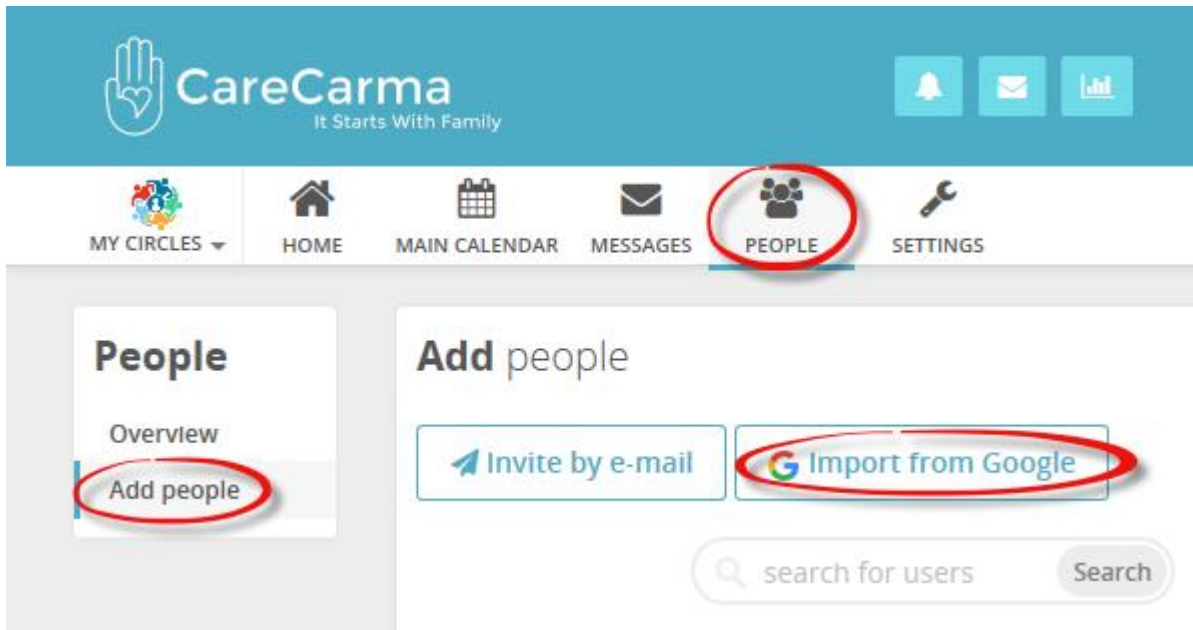 CareCarma
It Starts With Family
MY CIRCLES
HOME
MAIN CALENDAR
MESSAGES
PEOPLE
SETTINGS
People
Overview
Add people
Add people
Invite by e-mail
Import from Google
search for users
Search